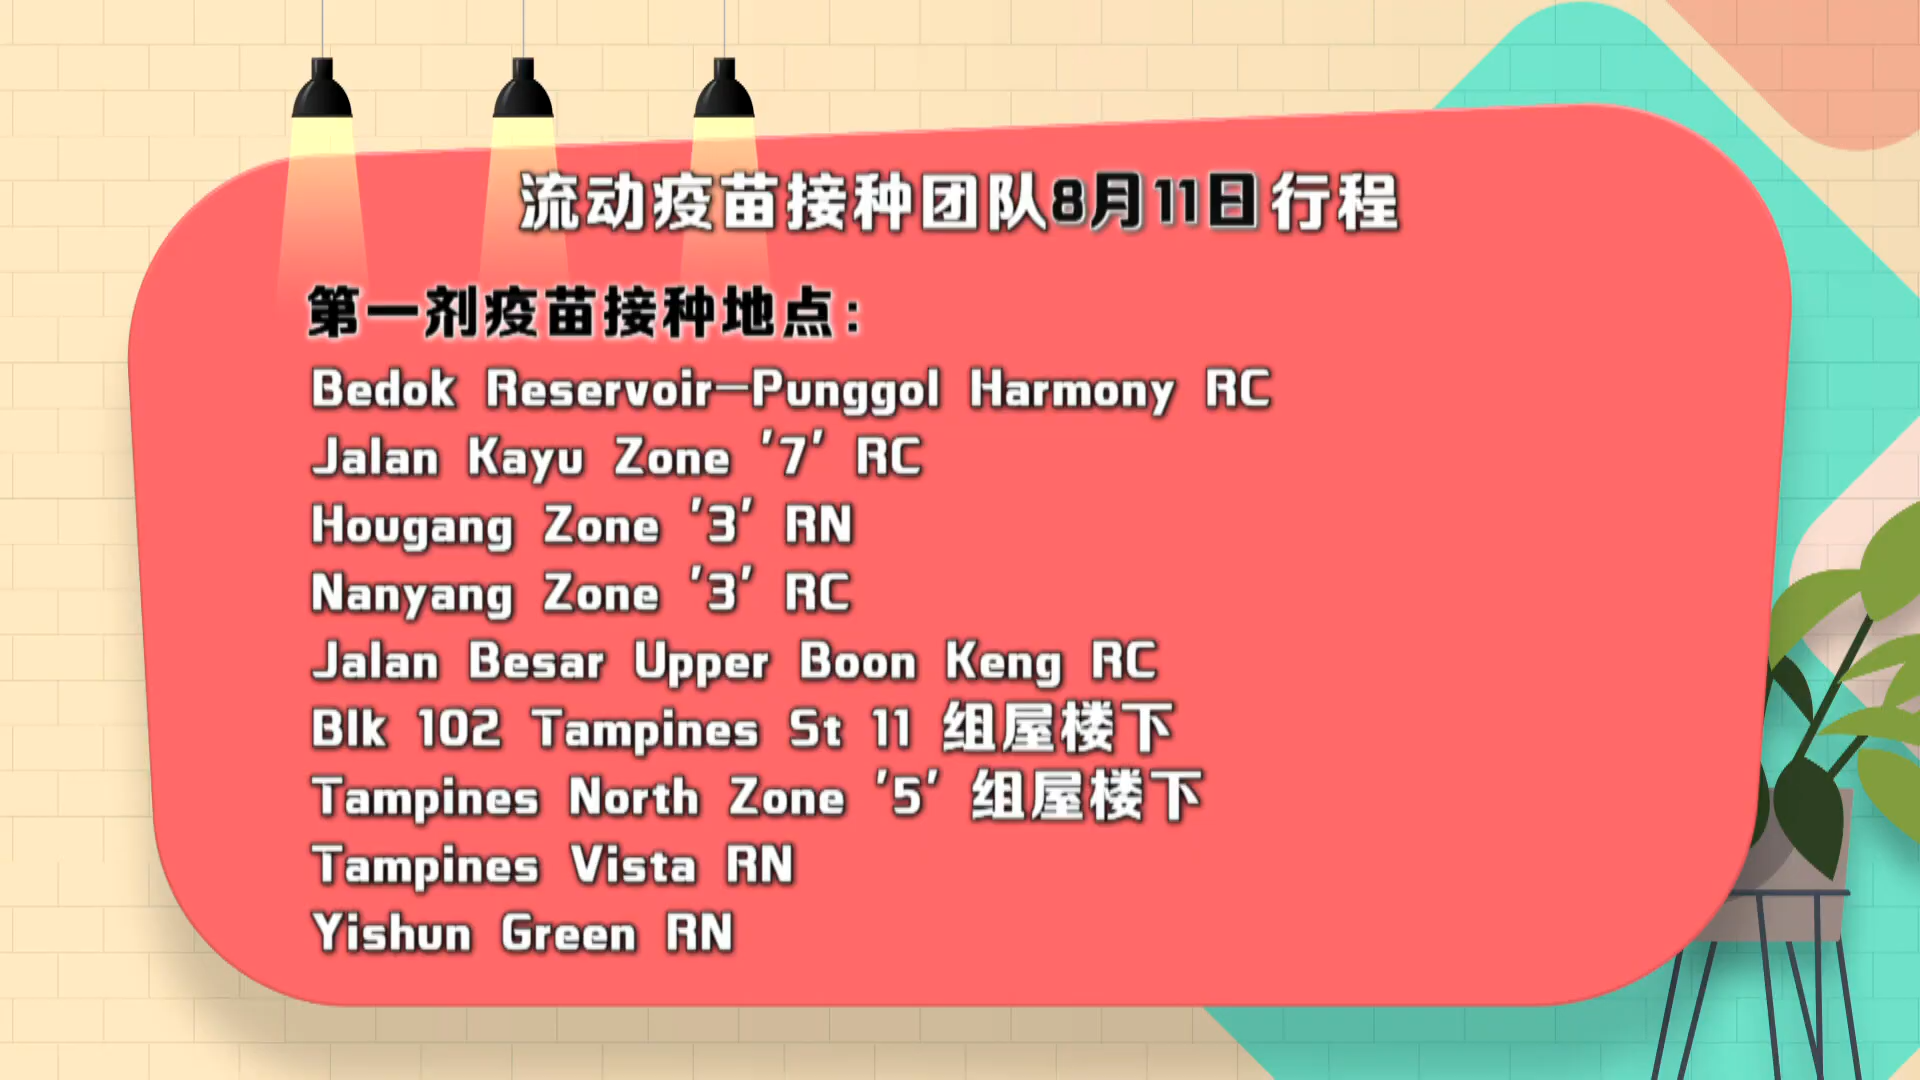 流动疫苗接种团队8月11日行程
第一剂疫苗接种地点：
Bedok Reservoir-Punggol Harmony RC
Jalan Kayu Zone '7' RC
Hougang Zone '3' RN
Nanyang Zone '3' RC
Jalan Besar Upper Boon Keng RC
Blk 102 Tampines St 11 组屋楼下
Tampines North Zone '5' 组屋楼下
Tampines Vista RN
Yishun Green RN